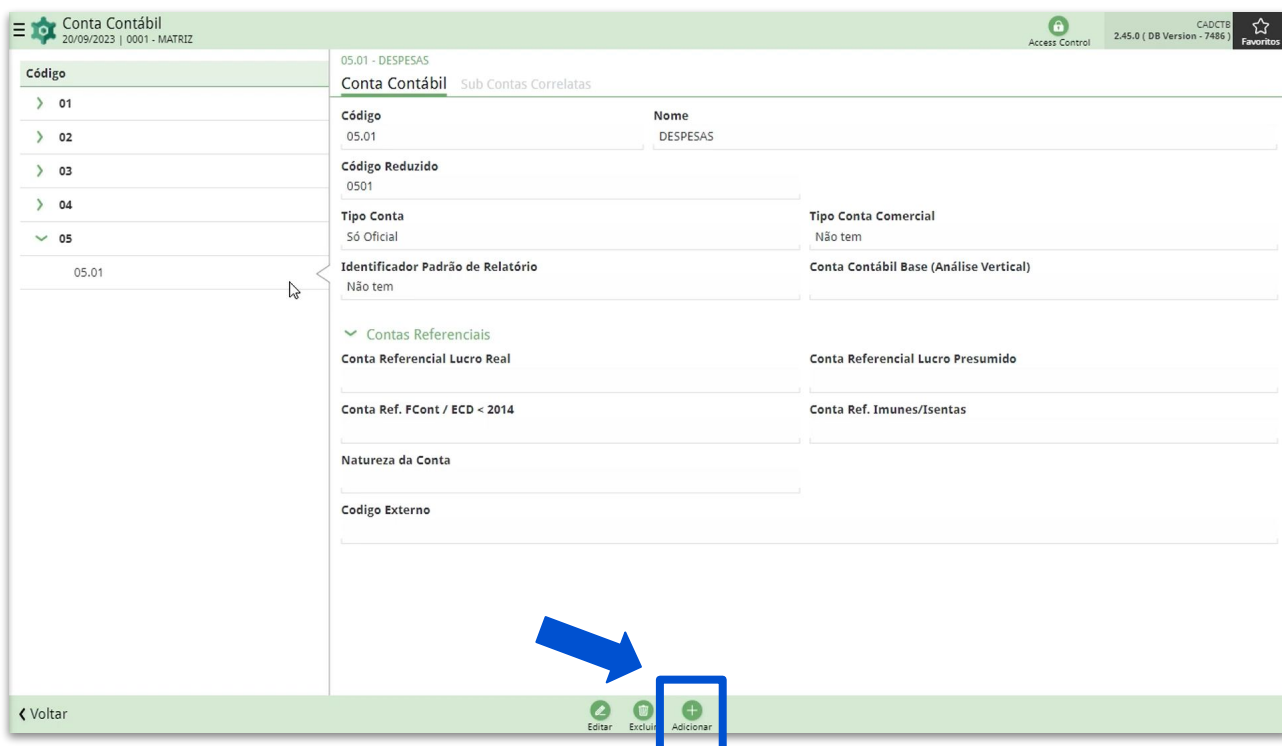 Conta Contábil
20/09/2023 | 0001 - MATRIZ
Access Control
CADCTB
2.45.0 ( DB Version - 7486 )
Favoritos
Código
01
02
03
04
05
05.01
05.01 - DESPESAS
Conta Contábil Sub Contas Correlatas
Código Nome
05.01 DESPESAS
Código Reduzido
0501
Tipo Conta Tipo Conta Comercial
Só Oficial Não tem
Identificador Padrão de Relatório Conta Contábil Base (Análise Vertical)
Não tem
Contas Referenciais
Conta Referencial Lucro Real Conta Referencial Lucro Presumido
Conta Ref. FCont / ECD < 2014 Conta Ref. Imunes/Isentas
Natureza da Conta
Codigo Externo
Voltar
Editar Excluir Adicionar